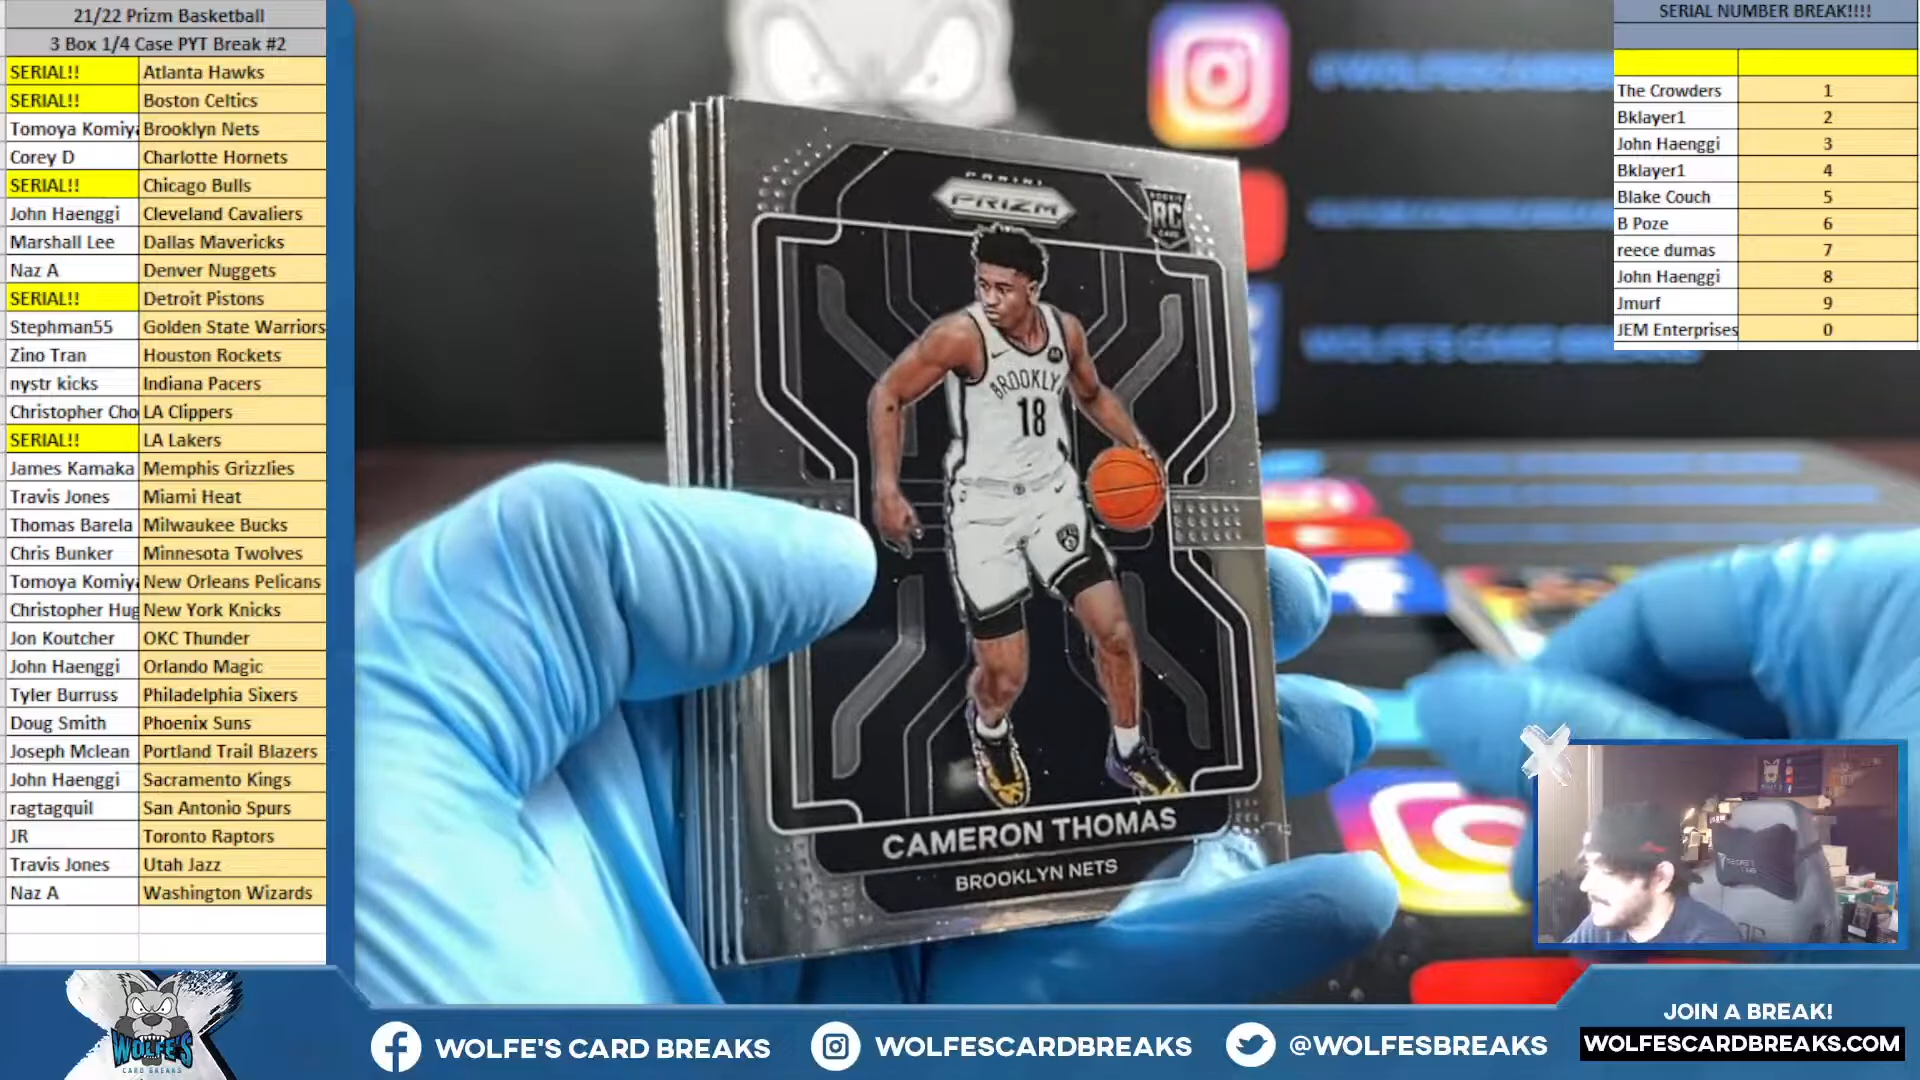 21/22 Prizm Basketball
3 Box 1/4 Case PYT Break #2
SERIAL!! Atlanta Hawks
SERIAL!! Boston Celtics
Tomoya Komiya Brooklyn Nets
Corey D Charlotte Hornets
SERIAL!! Chicago Bulls
John Haenggi Cleveland Cavaliers
Marshall Lee Dallas Mavericks
Naz A Denver Nuggets
SERIAL!! Detroit Pistons
Stephman55 Golden State Warriors
Zino Tran Houston Rockets
nystr kicks Indiana Pacers
Christopher Cho LA Clippers
SERIAL!! LA Lakers
James Kamaka Memphis Grizzlies
Travis Jones Miami Heat
Thomas Barela Milwaukee Bucks
Chris Bunker Minnesota Twolves
Tomoya Komiya New Orleans Pelicans
Christopher Hug New York Knicks
Jon Koutcher OKC Thunder
John Haenggi Orlando Magic
Tyler Burruss Philadelphia Sixers
Doug Smith Phoenix Suns
Joseph Mclean Portland Trail Blazers
John Haenggi Sacramento Kings
ragtagquil San Antonio Spurs
JR Toronto Raptors
Travis Jones Utah Jazz
Naz A Washington Wizards
SERIAL NUMBER BREAK!!!!
The Crowders 1
Bklayer1 2
John Haenggi 3
Bklayer1 4
Blake Couch 5
B Poze 6
reece dumas 7
John Haenggi 8
Jmurf 9
JEM Enterprises 0
PANINI
PRIZM
ROOKIE
RC
CARD
BROOKLYN
18
CAMERON THOMAS
BROOKLYN NETS
WOLFE'S CARD BREAKS
WOLFE'S
CARD BREAKS
WOLFE'S CARD BREAKS
WOLFESCARDBREAKS
@WOLFESBREAKS
JOIN A BREAK!
WOLFESCARDBREAKS.COM